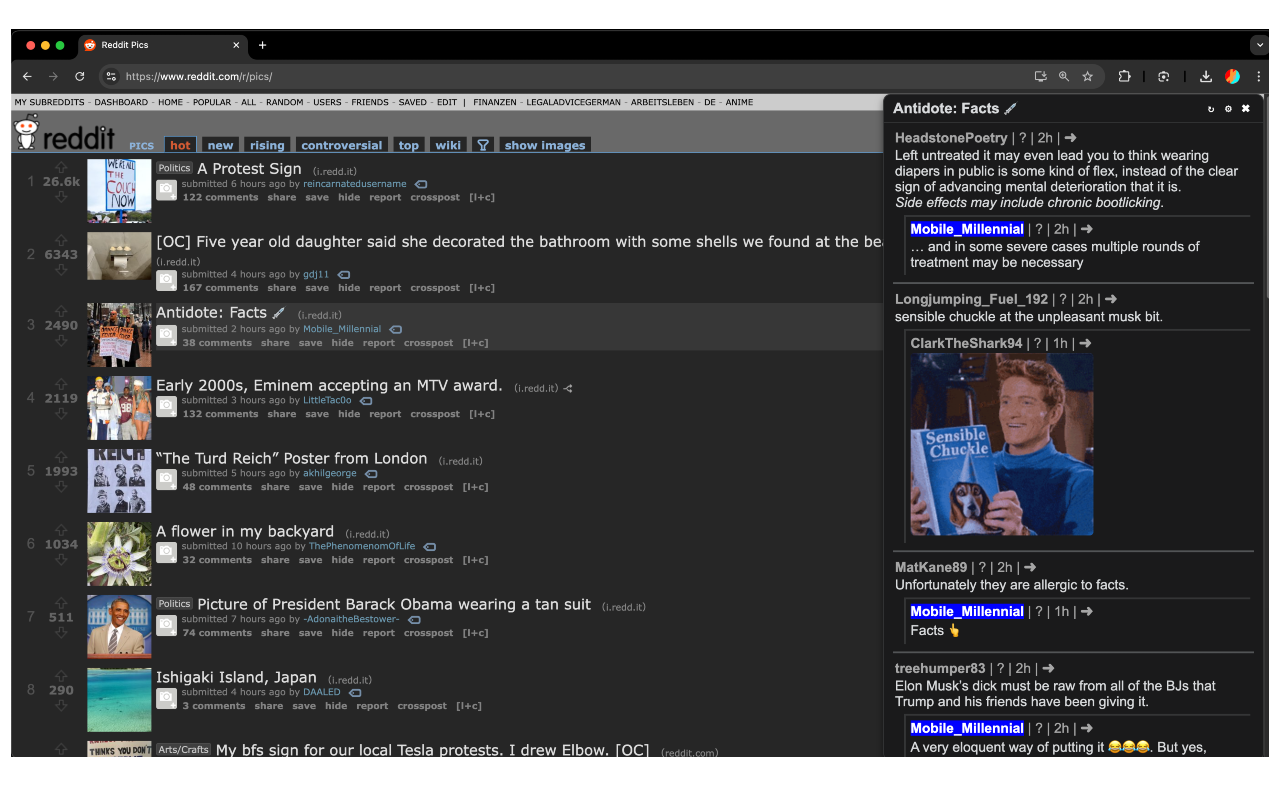 Reddit Pics
https://www.reddit.com/r/pics/
MY SUBREDDITS - DASHBOARD - HOME - POPULAR - ALL - RANDOM - USERS - FRIENDS - SAVED - EDIT | FINANZEN - LEGALADVICEGERMAN - ARBEITSLEBEN - DE - ANIME
reddit PICS hot new rising controversial top wiki show images
1 26.6k
WE'RE ALL
THE
COUCH
NOW
Politics A Protest Sign (i.redd.it)
submitted 6 hours ago by reincarnatedusername
122 comments share save hide report crosspost [l+c]
2 6343
[OC] Five year old daughter said she decorated the bathroom with some shells we found at the bea
(i.redd.it)
submitted 4 hours ago by gdj11
167 comments share save hide report crosspost [l+c]
3 2490
Antidote: Facts 🗡 (i.redd.it)
submitted 2 hours ago by Mobile_Millennial
38 comments share save hide report crosspost [l+c]
4 2119
98
Early 2000s, Eminem accepting an MTV award. (i.redd.it)
submitted 3 hours ago by LittleTac0o
132 comments share save hide report crosspost [l+c]
5 1993
REICH!
“The Turd Reich” Poster from London (i.redd.it)
submitted 5 hours ago by akhilgeorge
48 comments share save hide report crosspost [l+c]
6 1034
A flower in my backyard (i.redd.it)
submitted 10 hours ago by ThePhenomenomOfLife
32 comments share save hide report crosspost [l+c]
7 511
Politics Picture of President Barack Obama wearing a tan suit (i.redd.it)
submitted 7 hours ago by -AdonaitheBestower-
74 comments share save hide report crosspost [l+c]
8 290
Ishigaki Island, Japan (i.redd.it)
submitted 4 hours ago by DAALED
3 comments share save hide report crosspost [l+c]
THINKS YOU DON'T
Arts/Crafts My bfs sign for our local Tesla protests. I drew Elbow. [OC] (reddit.com)
Antidote: Facts 🗡
HeadstonePoetry | ? | 2h | ➜
Left untreated it may even lead you to think wearing
diapers in public is some kind of flex, instead of the clear
sign of advancing mental deterioration that it is.
Side effects may include chronic bootlicking.
Mobile_Millennial | ? | 2h | ➜
… and in some severe cases multiple rounds of
treatment may be necessary
Longjumping_Fuel_192 | ? | 2h | ➜
sensible chuckle at the unpleasant musk bit.
ClarkTheShark94 | ? | 1h | ➜
Sensible
Chuckle
MatKane89 | ? | 2h | ➜
Unfortunately they are allergic to facts.
Mobile_Millennial | ? | 1h | ➜
Facts 👆
treehumper83 | ? | 2h | ➜
Elon Musk's dick must be raw from all of the BJs that
Trump and his friends have been giving it.
Mobile_Millennial | ? | 2h | ➜
A very eloquent way of putting it 😂😂😂. But yes,